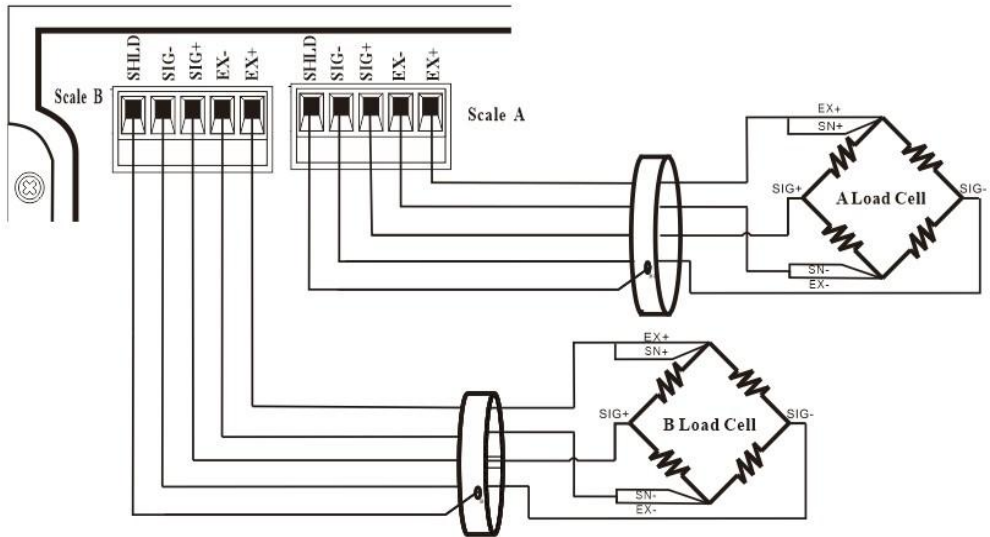 SHLD
SIG-
SIG+
EX-
EX+
SHLD
SIG-
SIG+
EX-
EX+
Scale B
Scale A
EX+
SN+
SIG+
A Load Cell
SIG-
SN-
EX-
EX+
SN+
SIG+
B Load Cell
SIG-
SN-
EX-